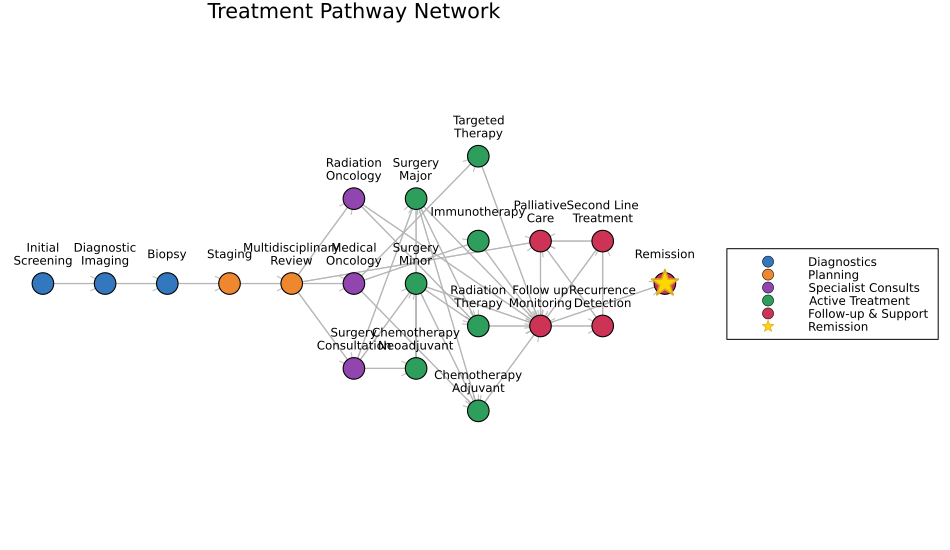 Treatment Pathway Network
Targeted
Therapy
Radiation
Oncology
Surgery
Major
Immunotherapy
Palliative
Care
Second Line
Treatment
Initial
Screening
Diagnostic
Imaging
Biopsy
Staging
Multidisciplinary
Review
Medical
Oncology
Surgery
Minor
Remission
Radiation
Therapy
Follow up
Monitoring
Recurrence
Detection
Surgery
Consultation
Chemotherapy
Neoadjuvant
Chemotherapy
Adjuvant
Diagnostics
Planning
Specialist Consults
Active Treatment
Follow-up & Support
Remission